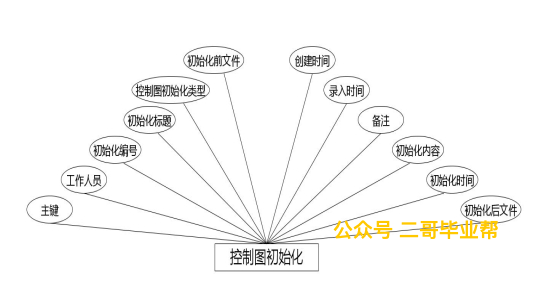 初始化前文件
创建时间
控制图初始化类型
录入时间
初始化标题
备注
初始化编号
初始化内容
工作人员
初始化时间
主键
初始化后文件
公众号 二哥毕业帮
控制图初始化